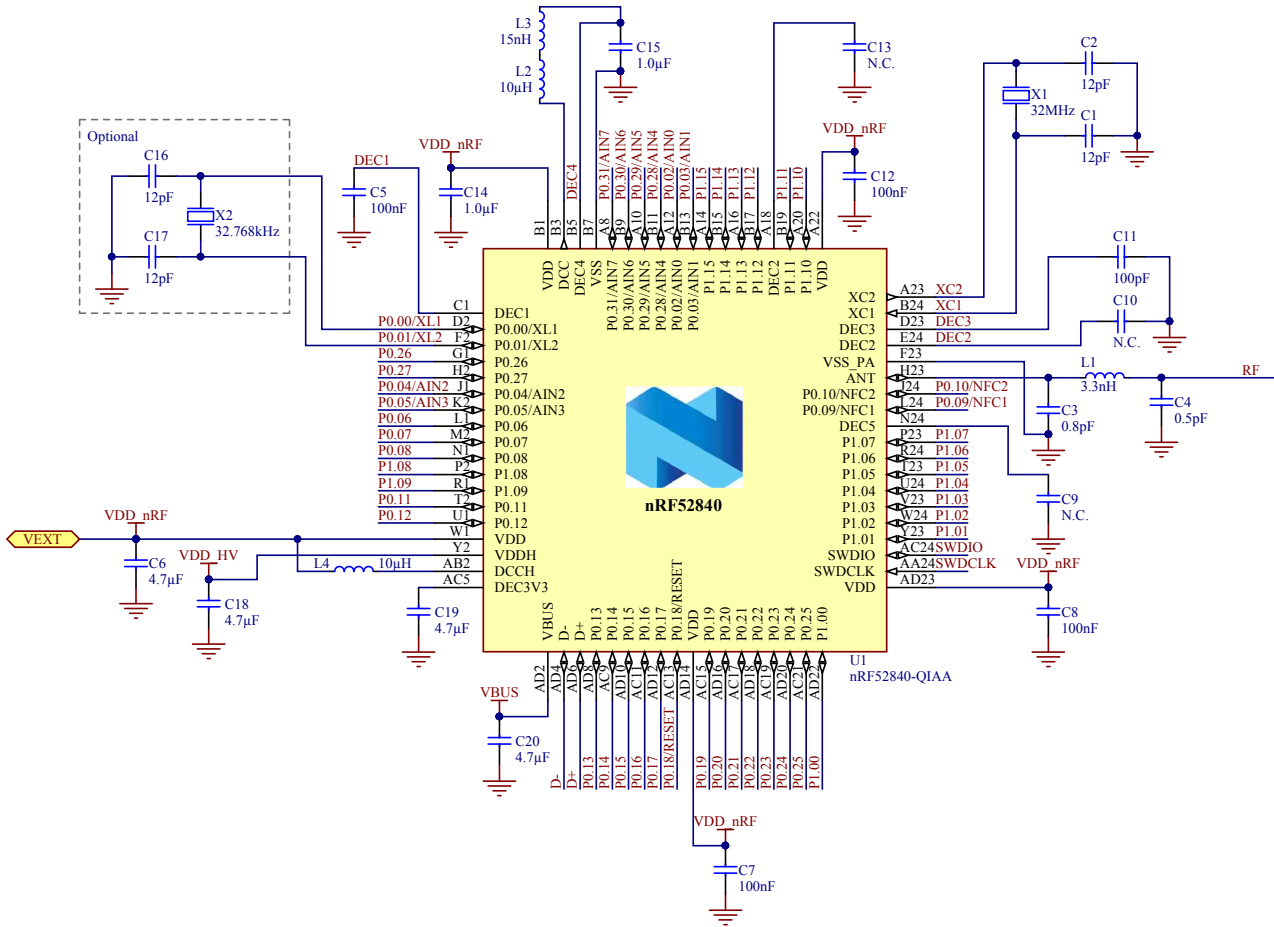 L3
15nH
L2
10µH
C15
1.0µF
C13
N.C.
C2
12pF
X1
32MHz
C1
12pF
Optional
C16
12pF
X2
32.768kHz
C17
12pF
DEC1
C5
100nF
VDD_nRF
C14
1.0µF
DEC4
P0.31/AIN7
P0.30/AIN6
P0.29/AIN5
P0.28/AIN4
P0.02/AIN0
P0.03/AIN1
P1.15
P1.14
P1.13
P1.12
P1.11
P1.10
VDD_nRF
C12
100nF
B1
B3
B5
B7
A8
B9
A10
B11
A12
B13
A14
B15
A16
B17
A18
B19
A20
A22
VDD
DCC
DEC4
VSS
P0.31/AIN7
P0.30/AIN6
P0.29/AIN5
P0.28/AIN4
P0.02/AIN0
P0.03/AIN1
P1.15
P1.14
P1.13
P1.12
DEC2
P1.11
P1.10
VDD
C1 DEC1
P0.00/XL1 D2 P0.00/XL1
P0.01/XL2 F2 P0.01/XL2
P0.26 G1 P0.26
P0.27 H2 P0.27
P0.04/AIN2 J1 P0.04/AIN2
P0.05/AIN3 K2 P0.05/AIN3
P0.06 L1 P0.06
P0.07 M2 P0.07
P0.08 N1 P0.08
P1.08 P2 P1.08
P1.09 R1 P1.09
P0.11 T2 P0.11
P0.12 U1 P0.12
W1 VDD
Y2 VDDH
AB2 DCCH
AC5 DEC3V3
nRF52840
XC2 A23 XC2
XC1 B24 XC1
DEC3 D23 DEC3
DEC2 E24 DEC2
VSS_PA F23
ANT H23
P0.10/NFC2 J24 P0.10/NFC2
P0.09/NFC1 L24 P0.09/NFC1
DEC5 N24
P1.07 P23 P1.07
P1.06 R24 P1.06
P1.05 T23 P1.05
P1.04 U24 P1.04
P1.03 V23 P1.03
P1.02 W24 P1.02
P1.01 Y23 P1.01
SWDIO AC24 SWDIO
SWDCLK AA24 SWDCLK
VDD AD23
C11
100pF
C10
N.C.
L1
3.3nH
RF
C3
0.8pF
C4
0.5pF
C9
N.C.
VDD_nRF
C8
100nF
VEXT
VDD_nRF
C6
4.7µF
VDD_HV
C18
4.7µF
L4
10µH
C19
4.7µF
VBUS
D-
D+
P0.13
P0.14
P0.15
P0.16
P0.17
P0.18/RESET
VDD
P0.19
P0.20
P0.21
P0.22
P0.23
P0.24
P0.25
P1.00
U1
nRF52840-QIAA
AD2
AD4
AD6
AD8
AC9
AD10
AC11
AD12
AC13
AD14
AC15
AD16
AC17
AD18
AC19
AD20
AC21
AD22
VBUS
C20
4.7µF
D-
D+
P0.13
P0.14
P0.15
P0.16
P0.17
P0.18/RESET
P0.19
P0.20
P0.21
P0.22
P0.23
P0.24
P0.25
P1.00
VDD_nRF
C7
100nF